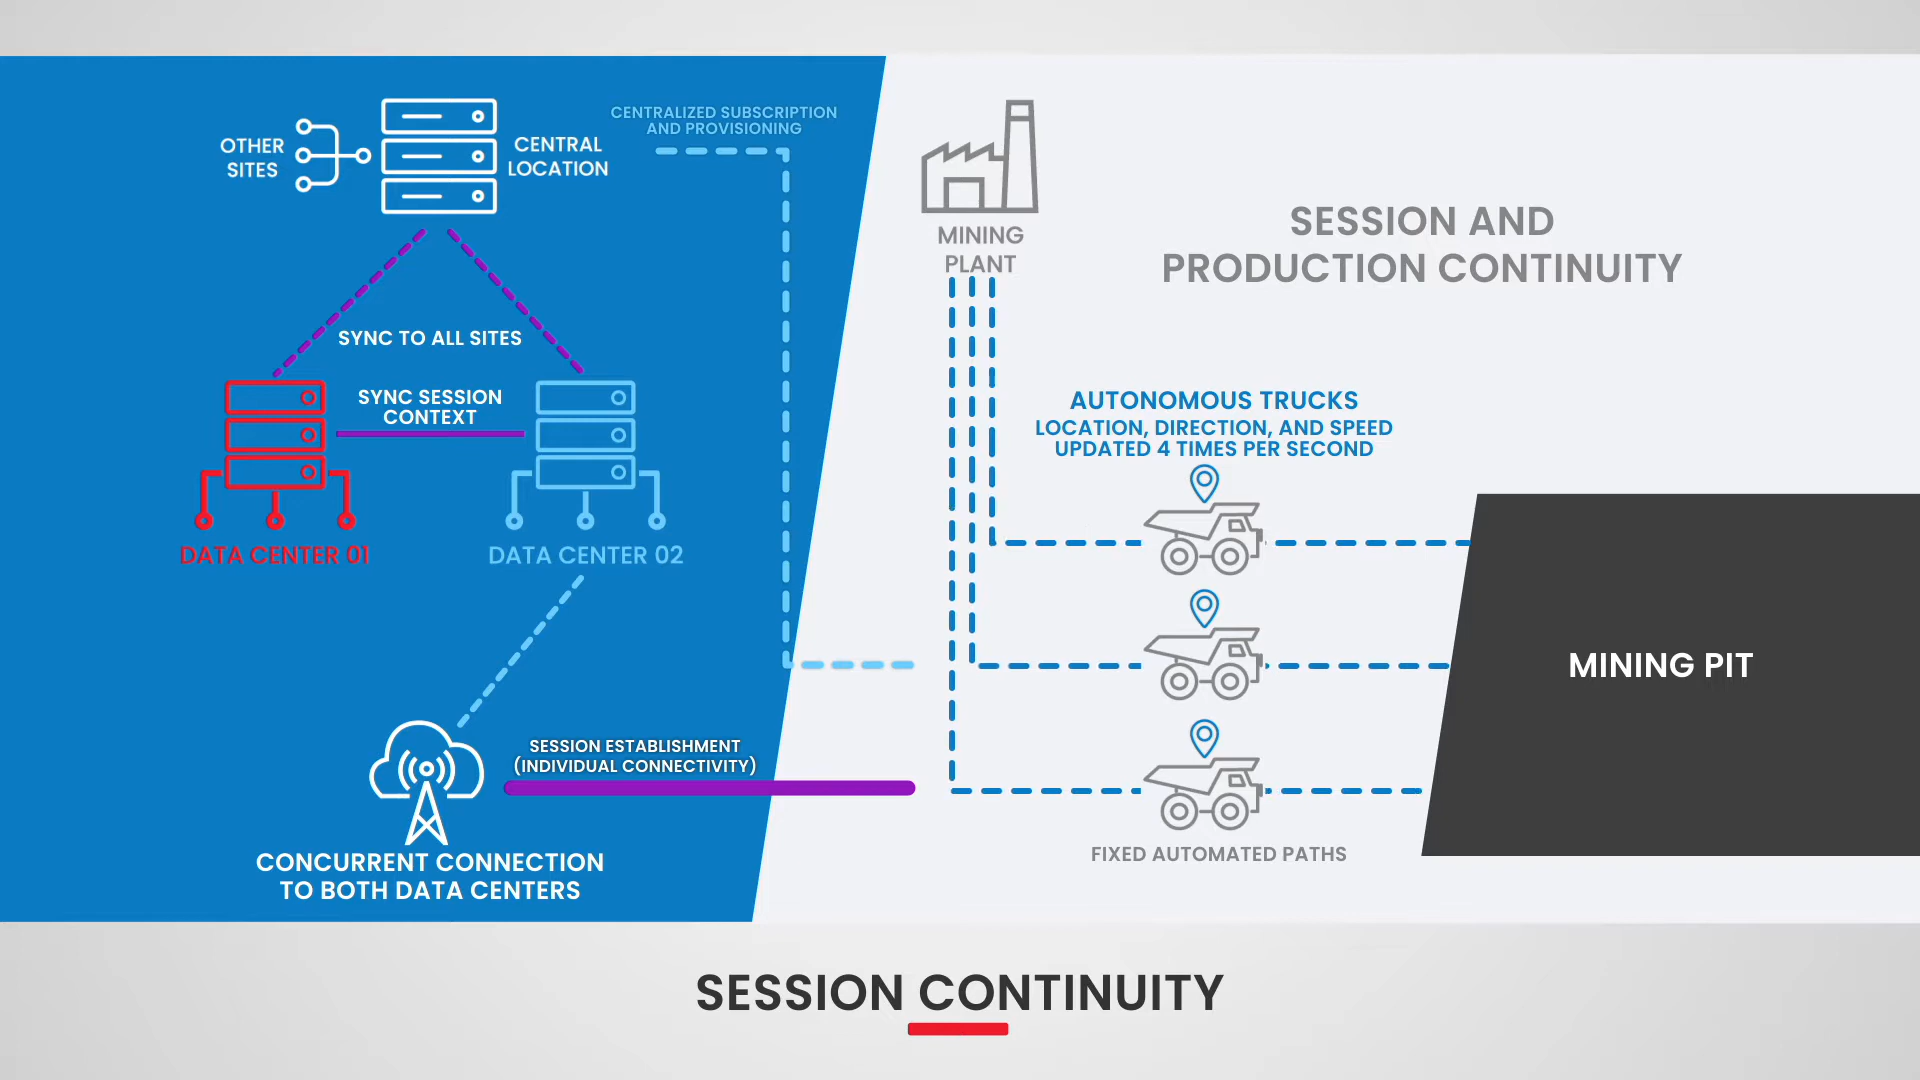 CENTRALIZED SUBSCRIPTION
AND PROVISIONING
OTHER
SITES
CENTRAL
LOCATION
SYNC TO ALL SITES
SYNC SESSION
CONTEXT
DATA CENTER 01
DATA CENTER 02
SESSION ESTABLISHMENT
(INDIVIDUAL CONNECTIVITY)
CONCURRENT CONNECTION
TO BOTH DATA CENTERS
MINING
PLANT
SESSION AND
PRODUCTION CONTINUITY
AUTONOMOUS TRUCKS
LOCATION, DIRECTION, AND SPEED
UPDATED 4 TIMES PER SECOND
MINING PIT
FIXED AUTOMATED PATHS
SESSION CONTINUITY